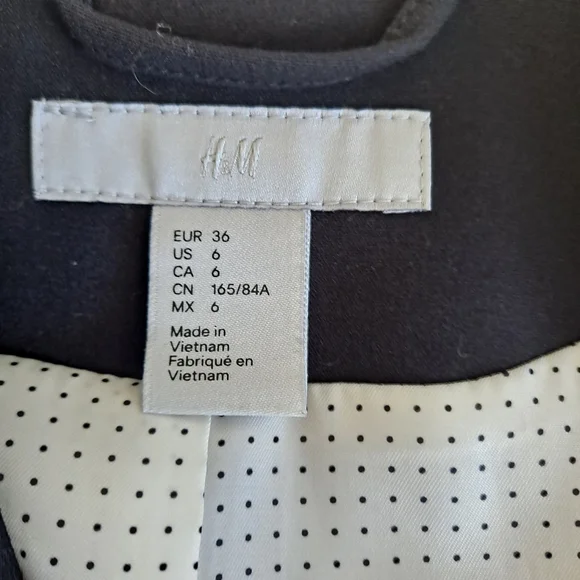 H&M
EUR 36
US 6
CA 6
CN 165/84A
MX 6
Made in
Vietnam
Fabriqué en
Vietnam